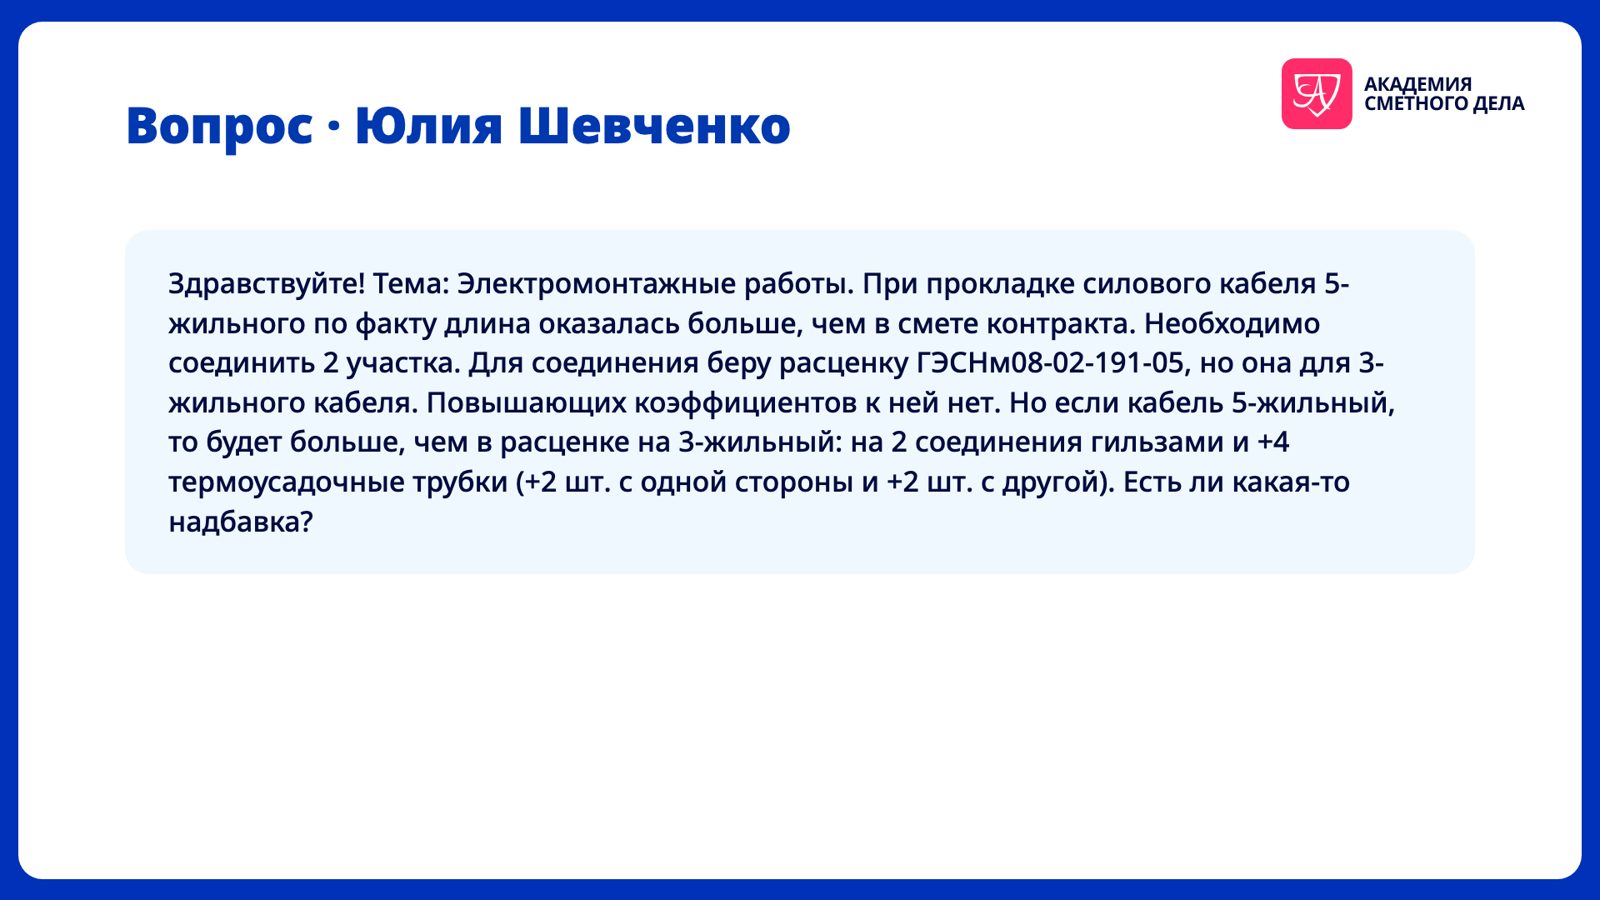 АКАДЕМИЯ
СМЕТНОГО ДЕЛА
Вопрос · Юлия Шевченко
Здравствуйте! Тема: Электромонтажные работы. При прокладке силового кабеля 5-
жильного по факту длина оказалась больше, чем в смете контракта. Необходимо
соединить 2 участка. Для соединения беру расценку ГЭСНм08-02-191-05, но она для 3-
жильного кабеля. Повышающих коэффициентов к ней нет. Но если кабель 5-жильный,
то будет больше, чем в расценке на 3-жильный: на 2 соединения гильзами и +4
термоусадочные трубки (+2 шт. с одной стороны и +2 шт. с другой). Есть ли какая-то
надбавка?